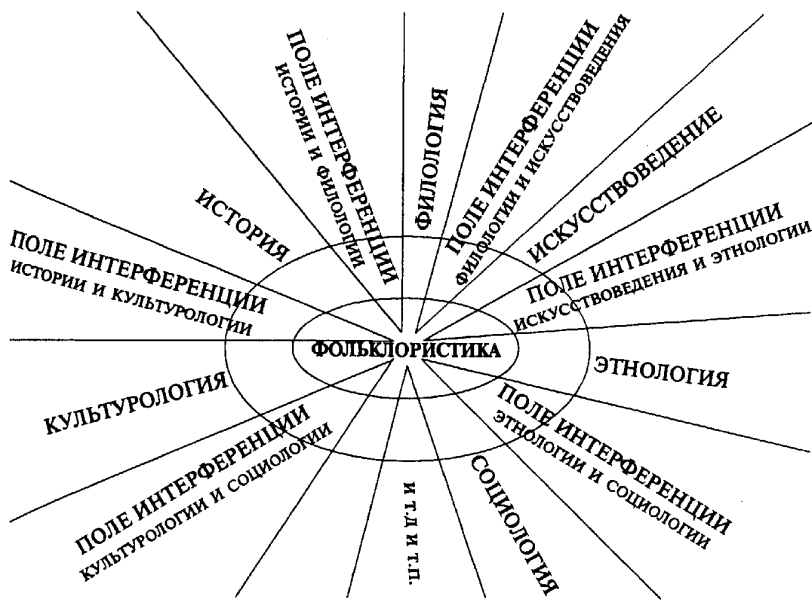 ПОЛЕ ИНТЕРФЕРЕНЦИИ
ИСТОРИИ И ФИЛОЛОГИИ
ФИЛОЛОГИЯ
ПОЛЕ ИНТЕРФЕРЕНЦИИ
ФИЛОЛОГИИ И ИСКУССТВОВЕДЕНИЯ
ИСКУССТВОВЕДЕНИЕ
ПОЛЕ ИНТЕРФЕРЕНЦИИ
ИСКУССТВОВЕДЕНИЯ И ЭТНОЛОГИИ
ИСТОРИЯ
ПОЛЕ ИНТЕРФЕРЕНЦИИ
ИСТОРИИ И КУЛЬТУРОЛОГИИ
ФОЛЬКЛОРИСТИКА
ЭТНОЛОГИЯ
КУЛЬТУРОЛОГИЯ
ПОЛЕ ИНТЕРФЕРЕНЦИИ
ЭТНОЛОГИИ И СОЦИОЛОГИИ
ПОЛЕ ИНТЕРФЕРЕНЦИИ
КУЛЬТУРОЛОГИИ И СОЦИОЛОГИИ
И Т.Д И Т.П.
СОЦИОЛОГИЯ